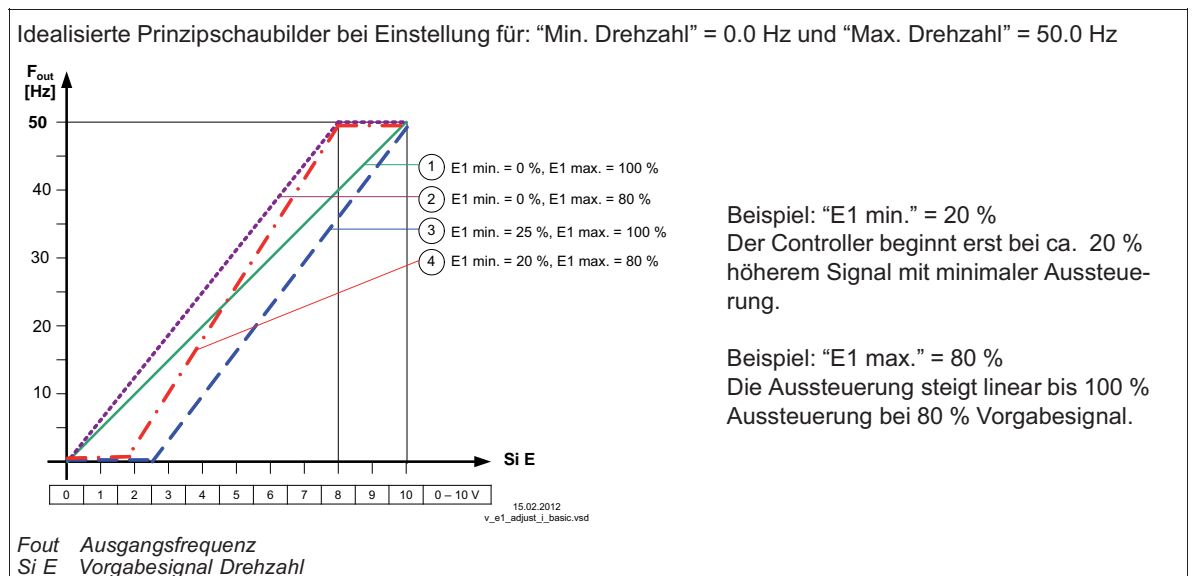 Idealisierte Prinzipschaubilder bei Einstellung für: “Min. Drehzahl” = 0.0 Hz und “Max. Drehzahl” = 50.0 Hz
Fout
[Hz]
50
40
30
20
10
1 E1 min. = 0 %, E1 max. = 100 %
2 E1 min. = 0 %, E1 max. = 80 %
3 E1 min. = 25 %, E1 max. = 100 %
4 E1 min. = 20 %, E1 max. = 80 %
Si E
0 1 2 3 4 5 6 7 8 9 10 0 – 10 V
15.02.2012
v_e1_adjust_i_basic.vsd
Beispiel: “E1 min.” = 20 %
Der Controller beginnt erst bei ca. 20 %
höherem Signal mit minimaler Aussteue-
rung.
Beispiel: “E1 max.” = 80 %
Die Aussteuerung steigt linear bis 100 %
Aussteuerung bei 80 % Vorgabesignal.
Fout Ausgangsfrequenz
Si E Vorgabesignal Drehzahl